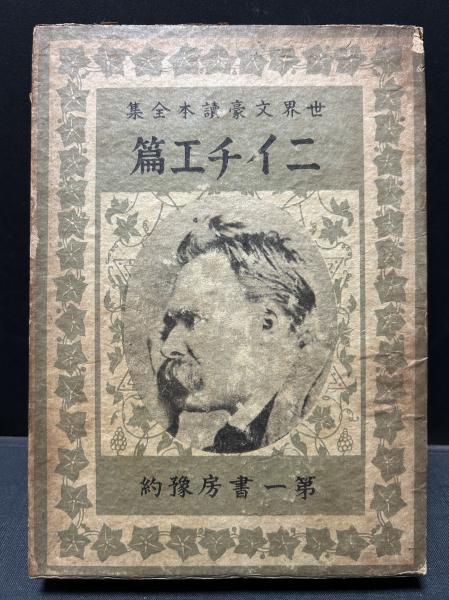 世界文豪讀本全集
ニイチエ篇
第一書房豫約